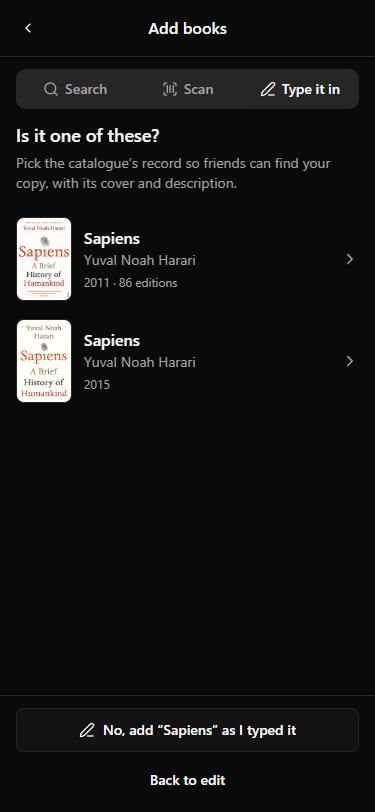 Add books
Search
Scan
Type it in
Is it one of these?
Pick the catalogue's record so friends can find your
copy, with its cover and description.
Yuval Noah Harari
Sapiens
A Brief
History of
Humankind
Sapiens
Yuval Noah Harari
2011 · 86 editions
Yuval Noah
Harari
Sapiens
A Brief
History of
Humankind
Sapiens
Yuval Noah Harari
2015
No, add “Sapiens” as I typed it
Back to edit